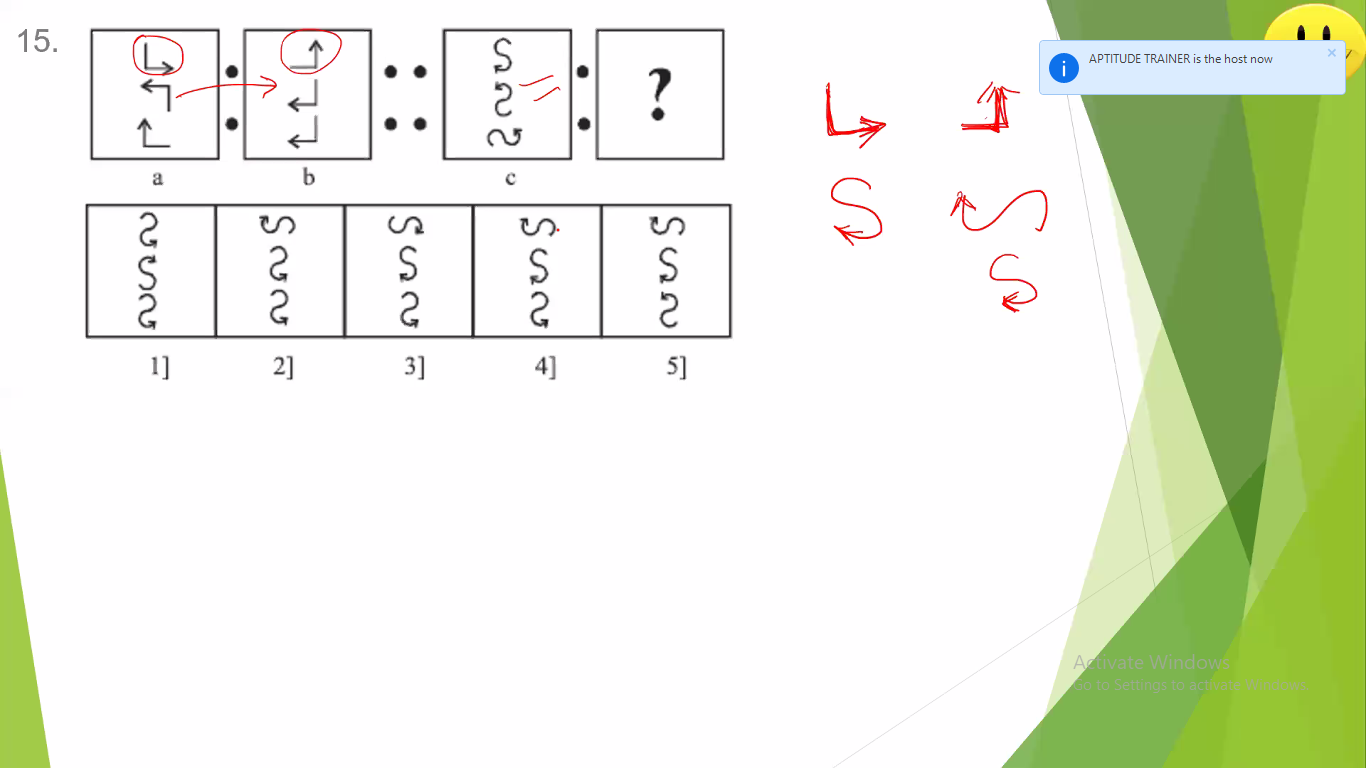 15.
APTITUDE TRAINER is the host now
?
a b c
1] 2] 3] 4] 5]
Activate Windows
Go to Settings to activate Windows.